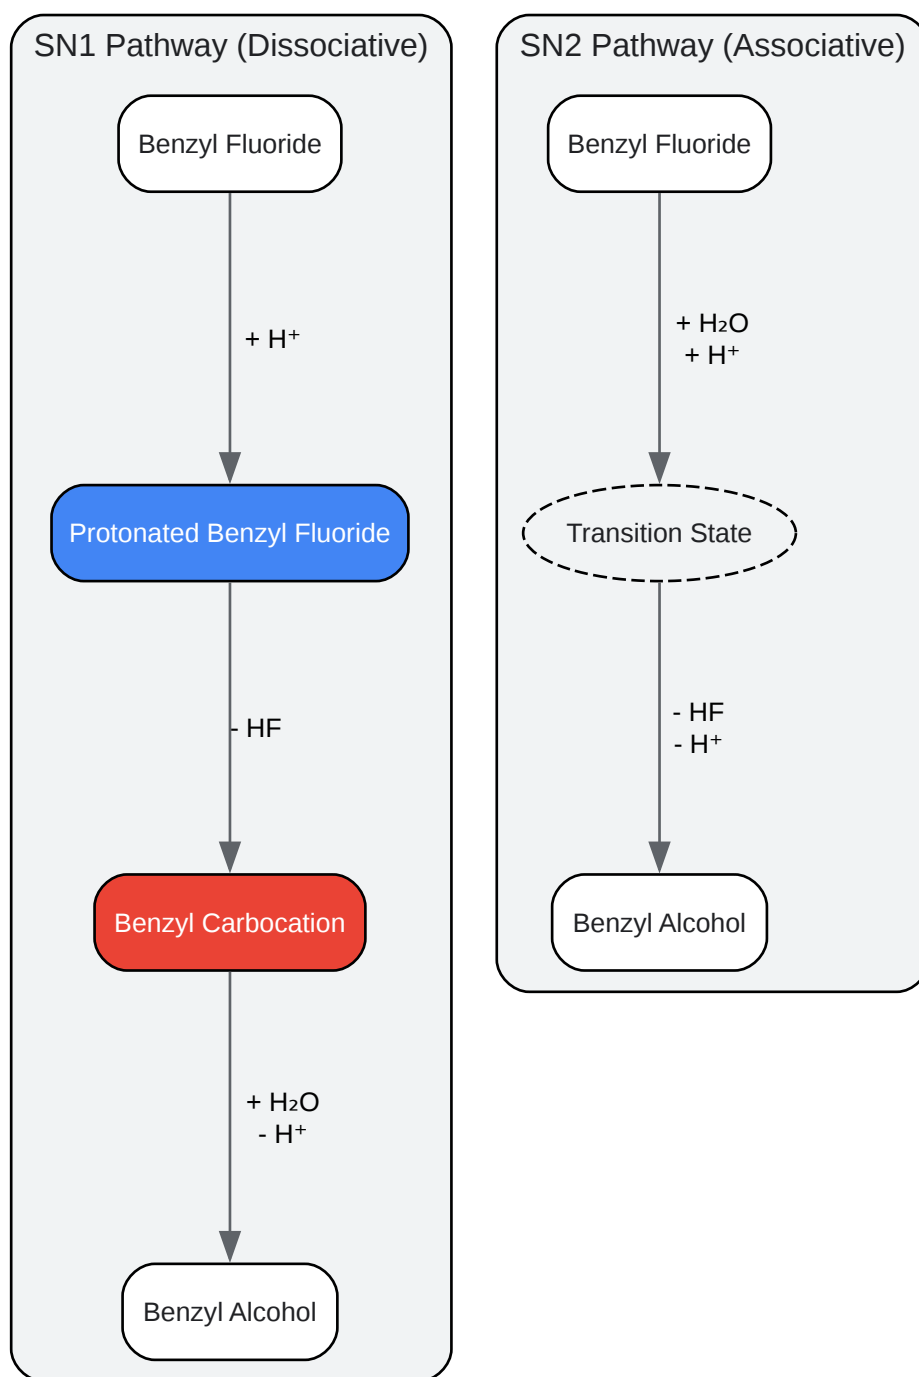 SN1 Pathway (Dissociative)
Benzyl Fluoride
+ H⁺
Protonated Benzyl Fluoride
- HF
Benzyl Carbocation
+ H₂O
- H⁺
Benzyl Alcohol
SN2 Pathway (Associative)
Benzyl Fluoride
+ H₂O
+ H⁺
Transition State
- HF
- H⁺
Benzyl Alcohol